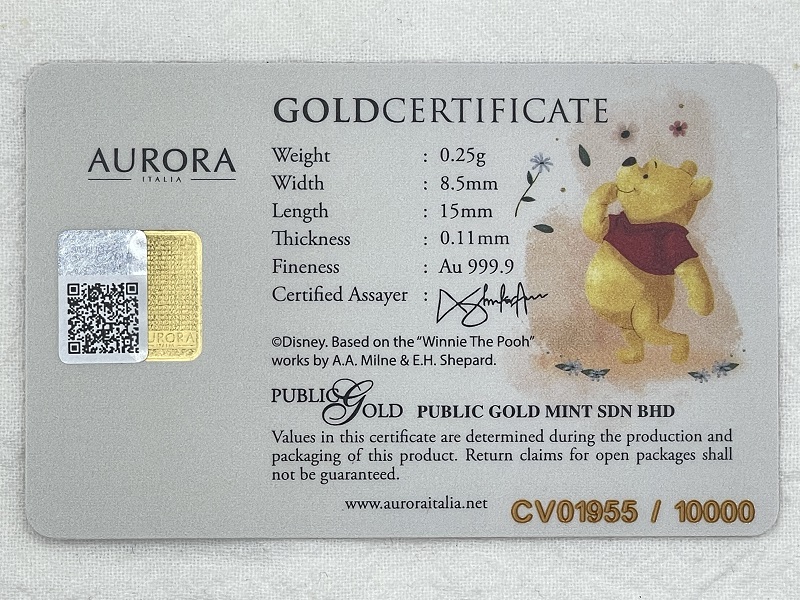 GOLDCERTIFICATE
AURORA
ITALIA
Weight : 0.25g
Width : 8.5mm
Length : 15mm
Thickness : 0.11mm
Fineness : Au 999.9
Certified Assayer :
AURORA
©Disney. Based on the “Winnie The Pooh”
works by A.A. Milne & E.H. Shepard.
PUBLIC GOLD PUBLIC GOLD MINT SDN BHD
Values in this certificate are determined during the production and
packaging of this product. Return claims for open packages shall
not be guaranteed.
www.auroraitalia.net
CV01955 / 10000